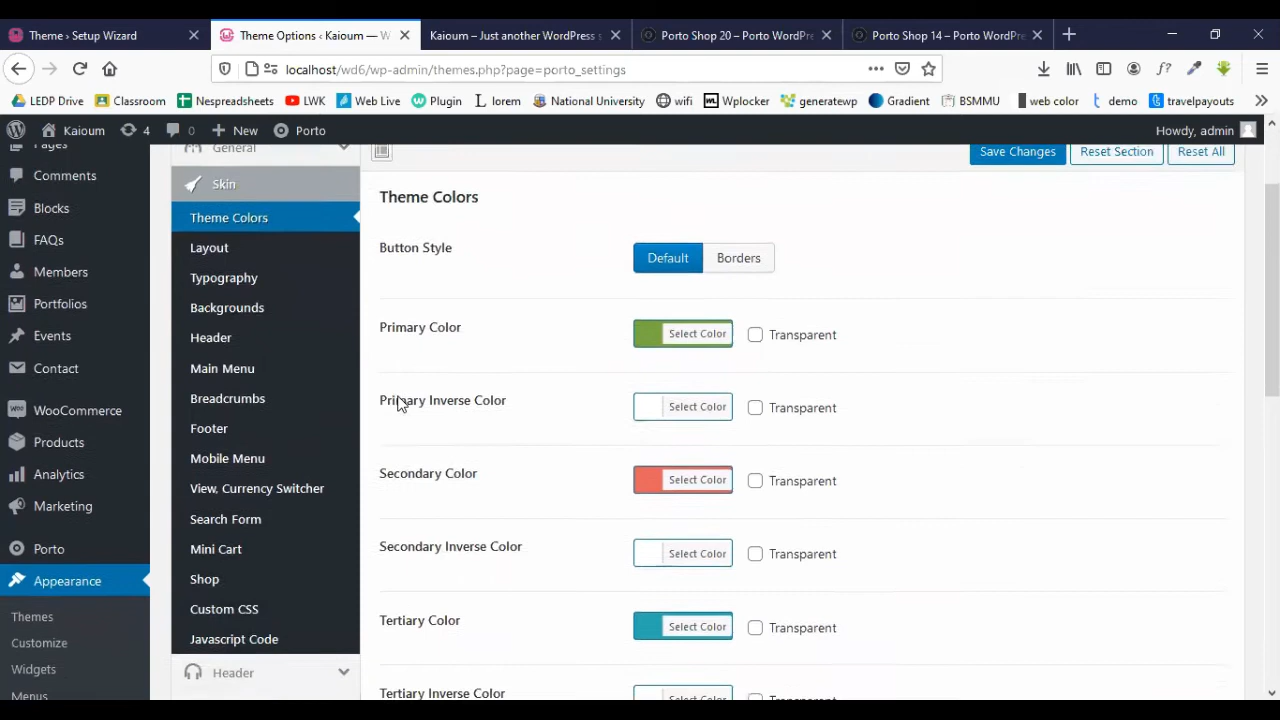 Theme › Setup Wizard
Theme Options ‹ Kaioum — W
Kaioum – Just another WordPress s
Porto Shop 20 – Porto WordPre
Porto Shop 14 – Porto WordPre
localhost/wd6/wp-admin/themes.php?page=porto_settings
LEDP Drive Classroom Nespreadsheets LWK Web Live Plugin lorem National University wifi Wplocker generatewp Gradient BSMMU web color demo travelpayouts
Kaioum 4 0 New Porto
Howdy, admin
Pages
Comments
Blocks
FAQs
Members
Portfolios
Events
Contact
WooCommerce
Products
Analytics
Marketing
Porto
Appearance
Themes
Customize
Widgets
Menus
General
Skin
Theme Colors
Layout
Typography
Backgrounds
Header
Main Menu
Breadcrumbs
Footer
Mobile Menu
View, Currency Switcher
Search Form
Mini Cart
Shop
Custom CSS
Javascript Code
Header
Save Changes Reset Section Reset All
Theme Colors
Button Style Default Borders
Primary Color Select Color Transparent
Primary Inverse Color Select Color Transparent
Secondary Color Select Color Transparent
Secondary Inverse Color Select Color Transparent
Tertiary Color Select Color Transparent
Tertiary Inverse Color Select Color Transparent